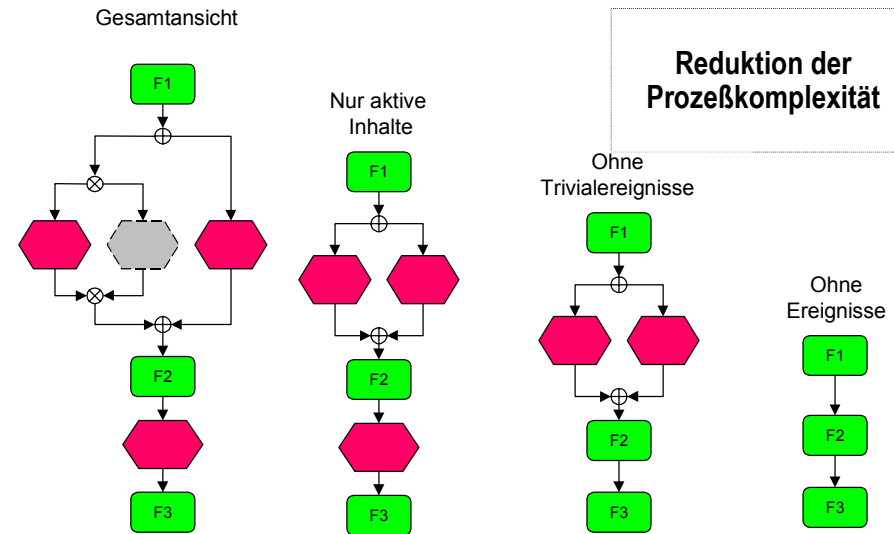 Gesamtansicht
F1
F2
F3
Nur aktive
Inhalte
F1
F2
F3
Reduktion der
Prozeßkomplexität
Ohne
Trivialereignisse
F1
F2
F3
Ohne
Ereignisse
F1
F2
F3